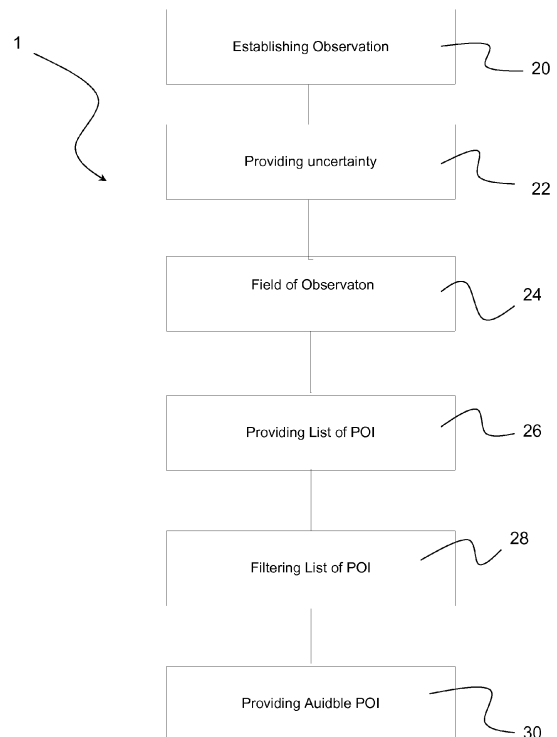 1
Establishing Observation
20
Providing uncertainty
22
Field of Observaton
24
Providing List of POI
26
Filtering List of POI
28
Providing Auidble POI
30